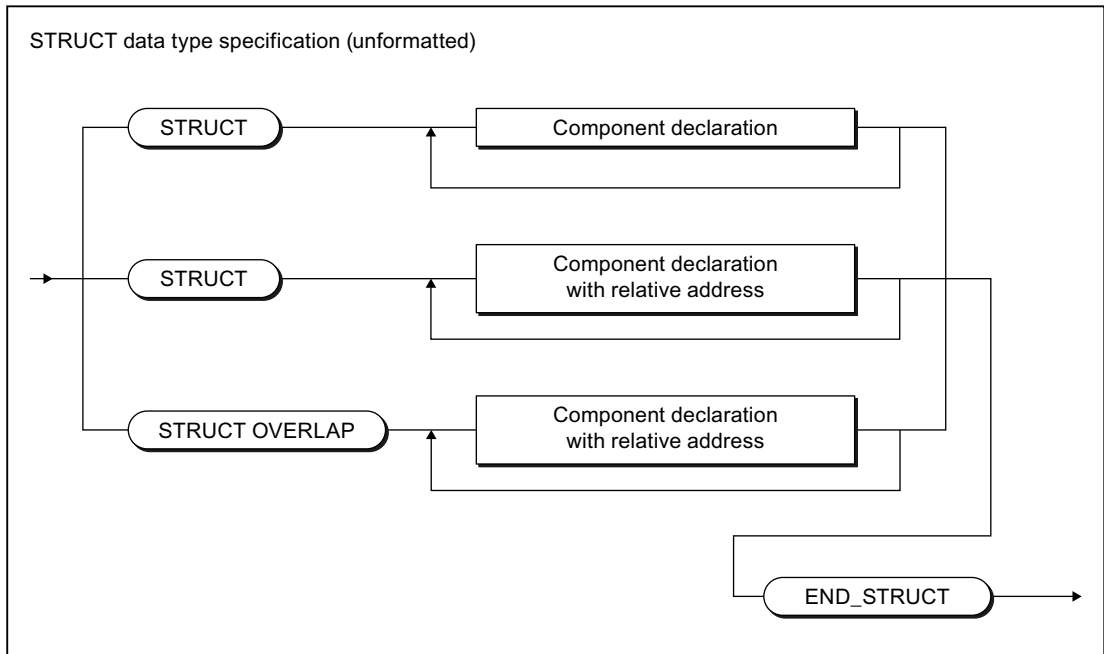 STRUCT data type specification (unformatted)
STRUCT
Component declaration
STRUCT
Component declaration
with relative address
STRUCT OVERLAP
Component declaration
with relative address
END_STRUCT